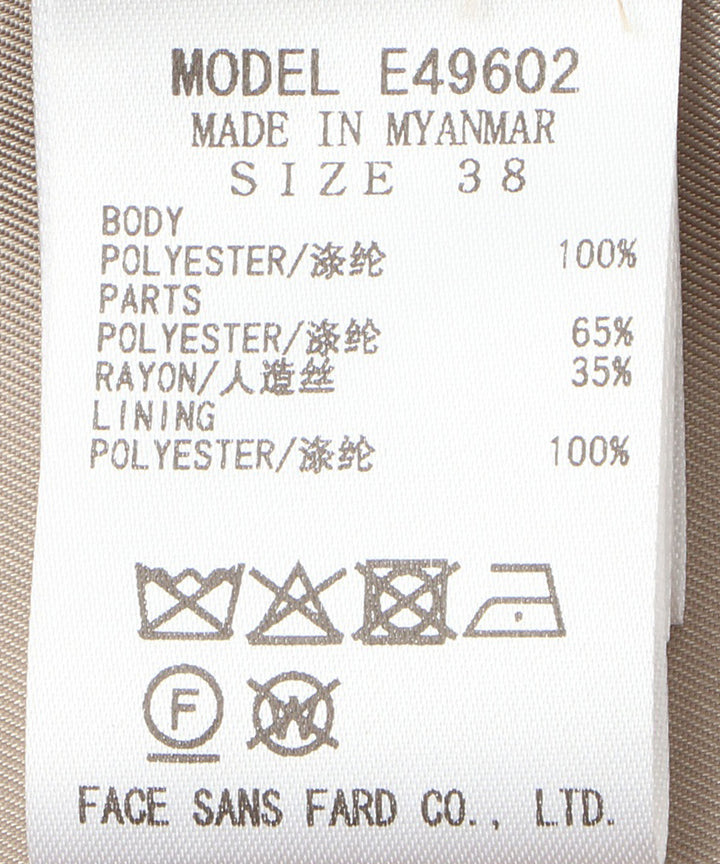 MODEL E49602
MADE IN MYANMAR
SIZE 38
BODY
POLYESTER/涤纶 100%
PARTS
POLYESTER/涤纶 65%
RAYON/人造丝 35%
LINING
POLYESTER/涤纶 100%
F W
FACE SANS FARD CO., LTD.